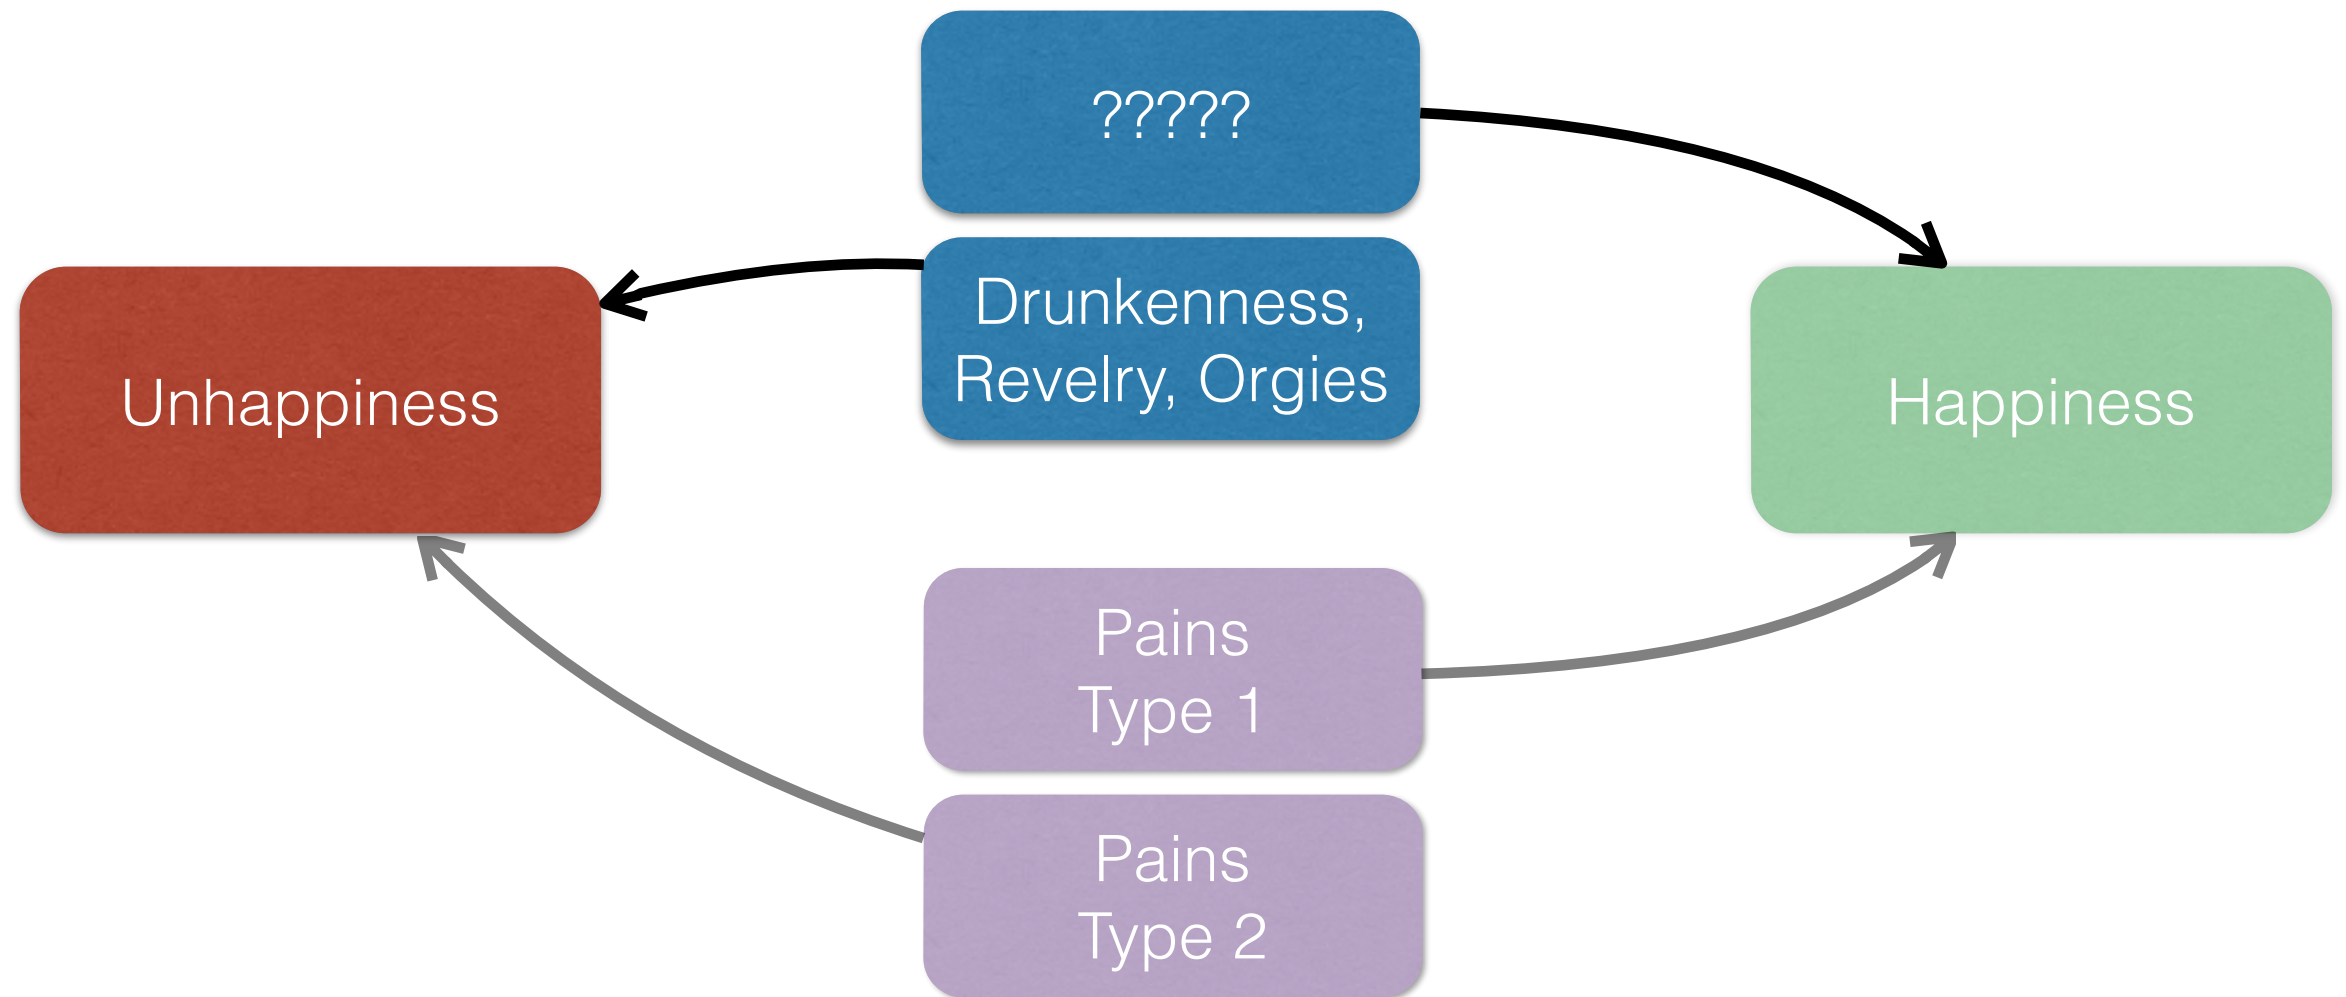 ?????
Drunkenness,
Revelry, Orgies
Unhappiness
Happiness
Pains
Type 1
Pains
Type 2